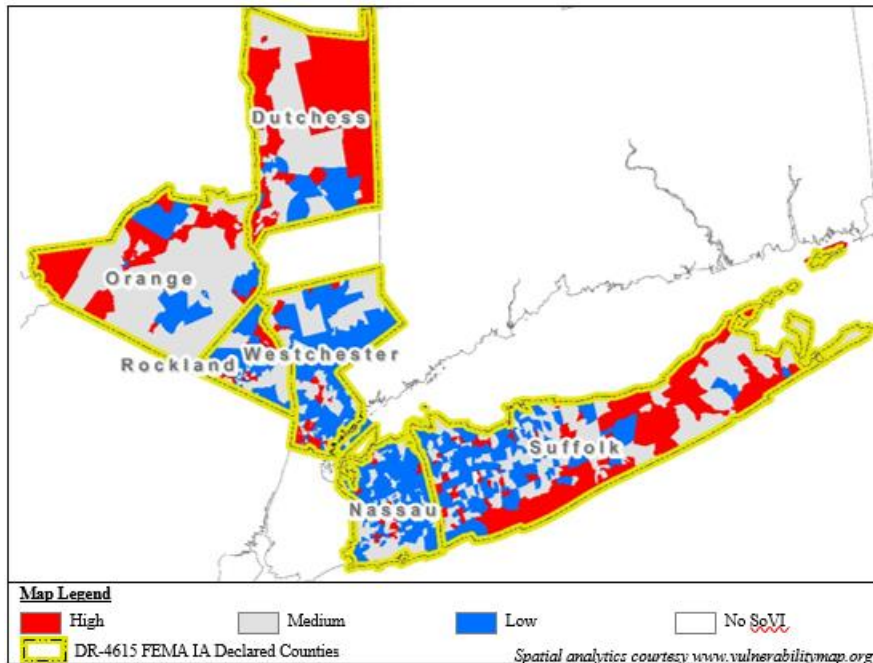 Dutchess
Orange
Rockland
Westchester
Suffolk
Nassau
Map Legend
High
Medium
Low
No SoVI
DR-4615 FEMA IA Declared Counties
Spatial analytics courtesy www.vulnerabilitymap.org